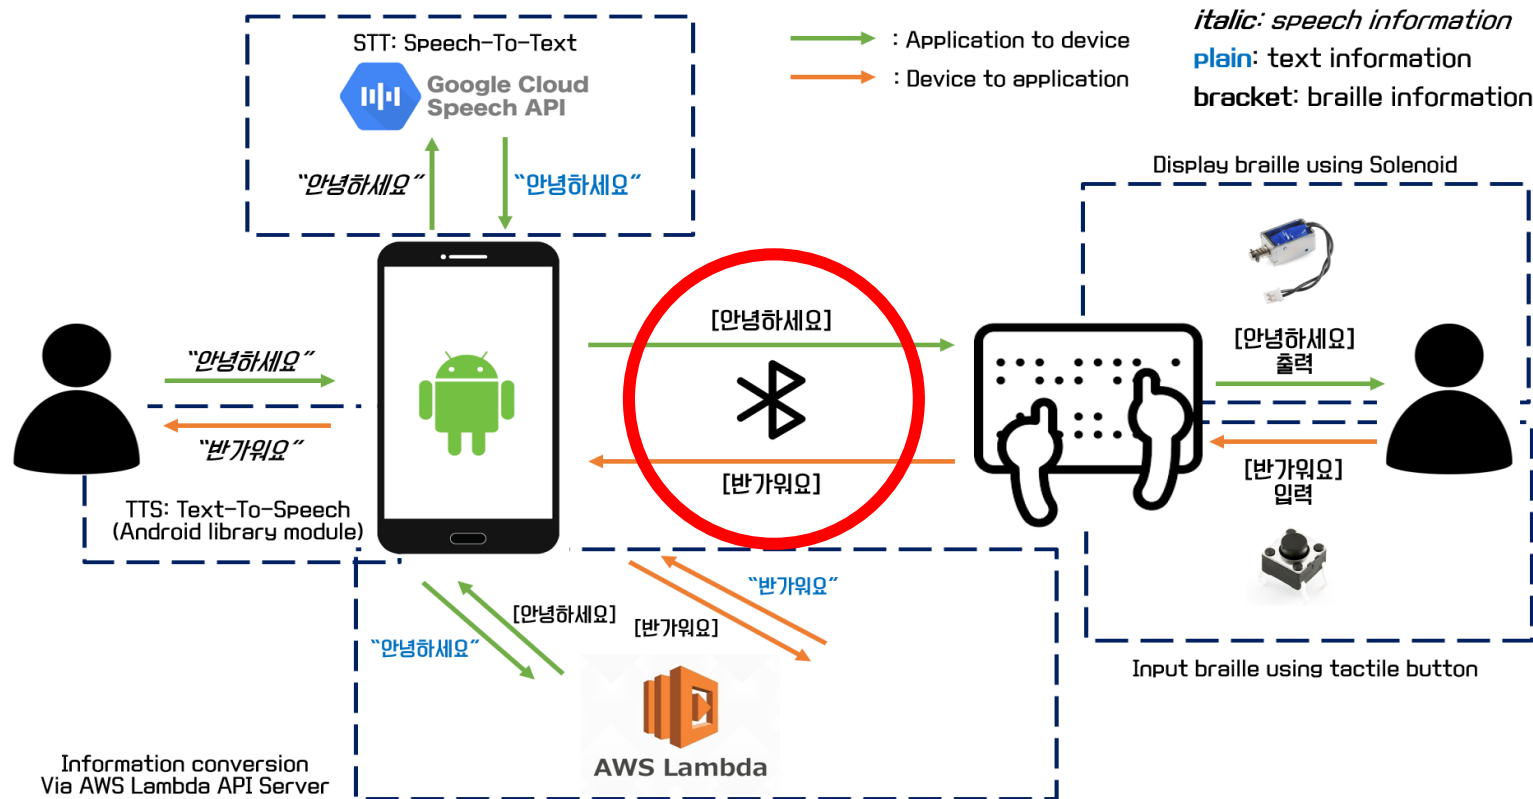 STT: Speech-To-Text
Google Cloud
Speech API
: Application to device
: Device to application
italic: speech information
plain: text information
bracket: braille information
“안녕하세요”
“안녕하세요”
Display braille using Solenoid
[안녕하세요]
[안녕하세요]
출력
“안녕하세요”
“반가워요”
[반가워요]
[반가워요]
입력
TTS: Text-To-Speech
(Android library module)
“반가워요”
[안녕하세요]
[반가워요]
“안녕하세요”
Input braille using tactile button
AWS Lambda
Information conversion
Via AWS Lambda API Server